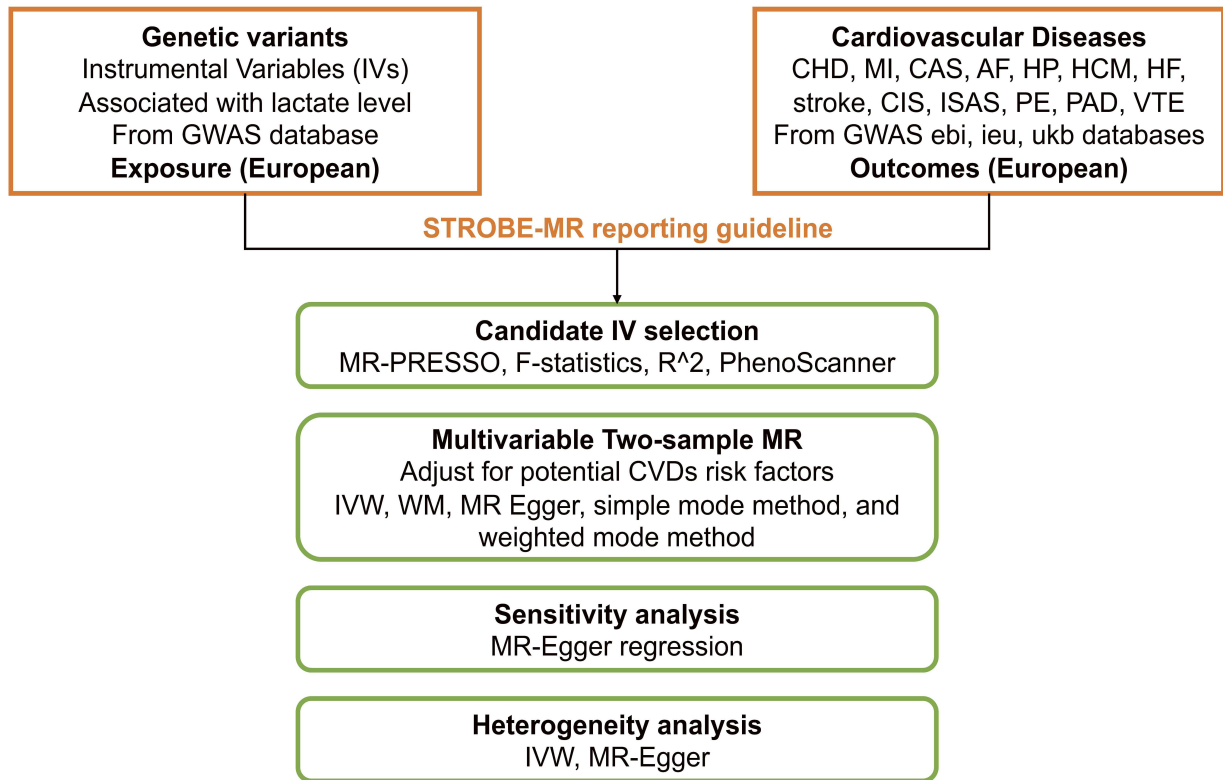 Genetic variants
Instrumental Variables (IVs)
Associated with lactate level
From GWAS database
Exposure (European)
Cardiovascular Diseases
CHD, MI, CAS, AF, HP, HCM, HF,
stroke, CIS, ISAS, PE, PAD, VTE
From GWAS ebi, ieu, ukb databases
Outcomes (European)
STROBE-MR reporting guideline
Candidate IV selection
MR-PRESSO, F-statistics, R^2, PhenoScanner
Multivariable Two-sample MR
Adjust for potential CVDs risk factors
IVW, WM, MR Egger, simple mode method, and
weighted mode method
Sensitivity analysis
MR-Egger regression
Heterogeneity analysis
IVW, MR-Egger